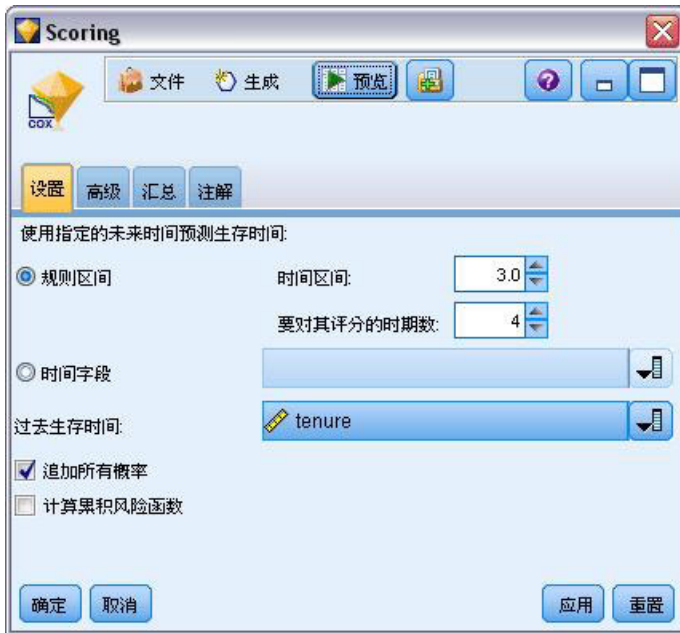 Scoring
文件 生成 预览
COX
设置 高级 汇总 注解
使用指定的未来时间预测生存时间:
规则区间 时间区间: 3.0
要对其评分的时期数: 4
时间字段
过去生存时间: tenure
追加所有概率
计算累积风险函数
确定 取消 应用 重置